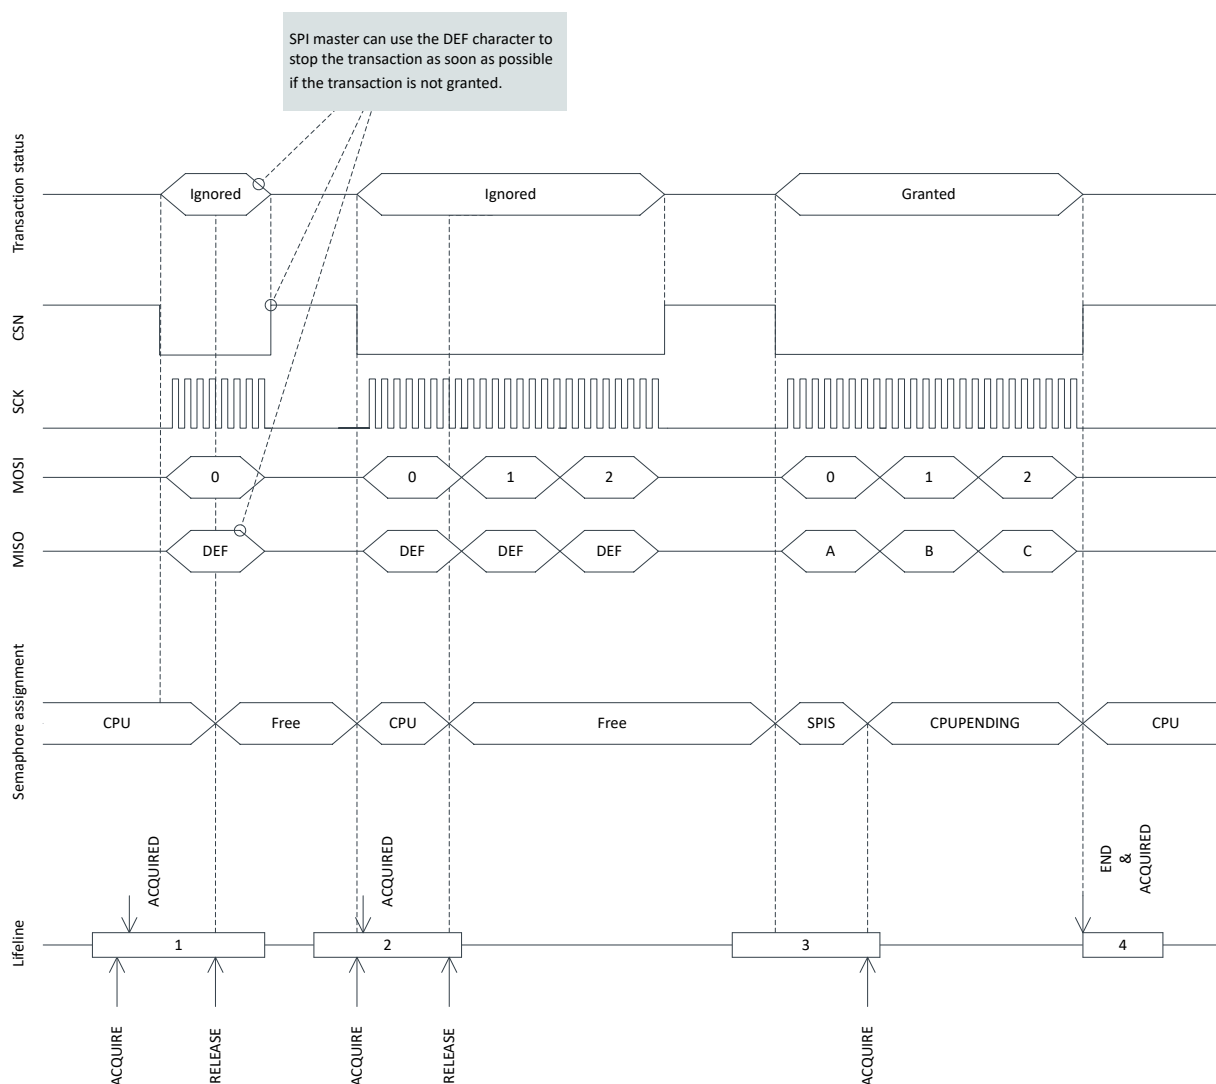 SPI master can use the DEF character to
stop the transaction as soon as possible
if the transaction is not granted.
Transaction status
Ignored
Ignored
Granted
CSN
SCK
MOSI
0
0
1
2
0
1
2
MISO
DEF
DEF
DEF
DEF
A
B
C
Semaphore assignment
CPU
Free
CPU
Free
SPIS
CPUPENDING
CPU
ACQUIRED
ACQUIRED
END
&
ACQUIRED
Lifeline
1
2
3
4
ACQUIRE
RELEASE
ACQUIRE
RELEASE
ACQUIRE